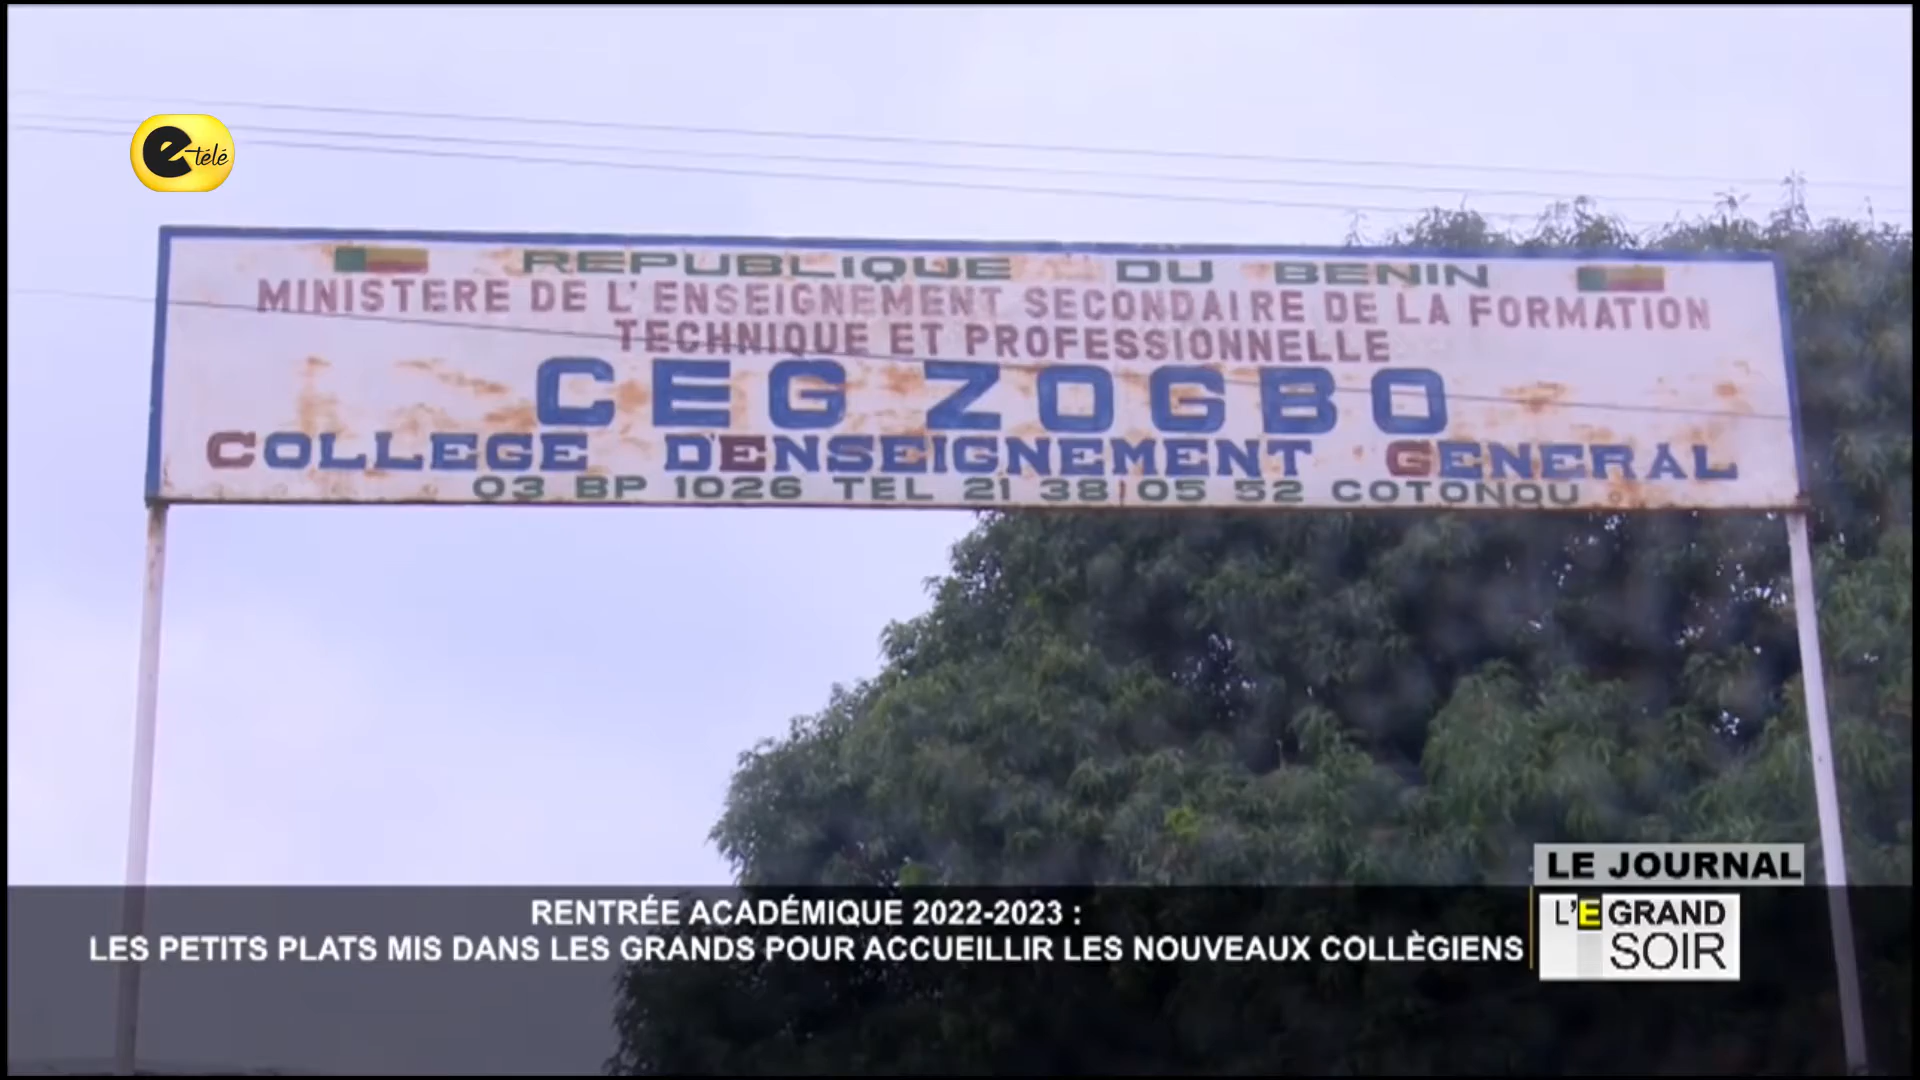 e-télé
REPUBLIQUE DU BENIN
MINISTERE DE L'ENSEIGNEMENT SECONDAIRE DE LA FORMATION
TECHNIQUE ET PROFESSIONNELLE
CEG ZOGBO
COLLEGE D'ENSEIGNEMENT GENERAL
03 BP 1026 TEL 21 38 05 52 COTONOU
LE JOURNAL
RENTRÉE ACADÉMIQUE 2022-2023 :
LES PETITS PLATS MIS DANS LES GRANDS POUR ACCUEILLIR LES NOUVEAUX COLLÈGIENS
L'E GRAND
SOIR